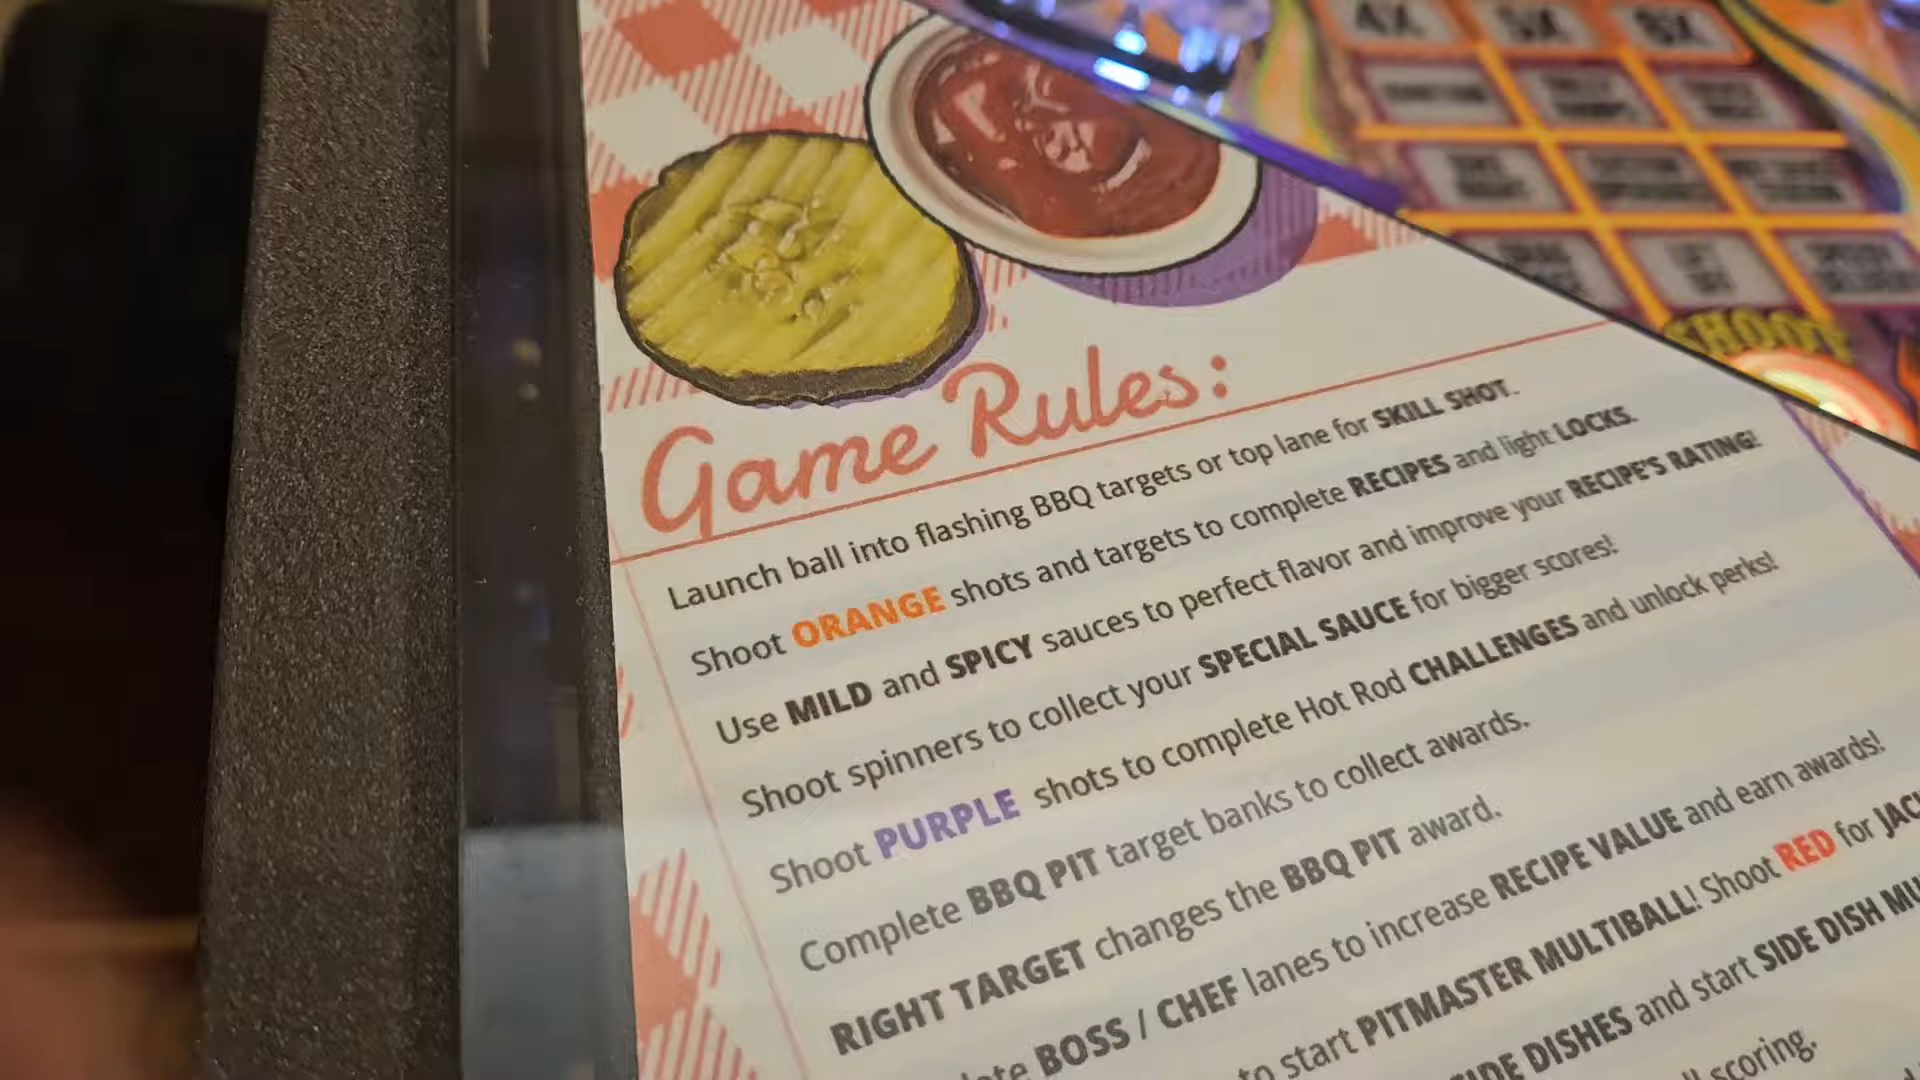 4X 5X 6X
SHOOT
Game Rules:
Launch ball into flashing BBQ targets or top lane for SKILL SHOT.
Shoot ORANGE shots and targets to complete RECIPES and light LOCKS.
Use MILD and SPICY sauces to perfect flavor and improve your RECIPE'S RATING!
Shoot spinners to collect your SPECIAL SAUCE for bigger scores!
Shoot PURPLE shots to complete Hot Rod CHALLENGES and unlock perks!
Complete BBQ PIT target banks to collect awards.
RIGHT TARGET changes the BBQ PIT award.
BOSS / CHEF lanes to increase RECIPE VALUE and earn awards!
to start PITMASTER MULTIBALL! Shoot RED for
DISHES and start SIDE DISH
scoring.